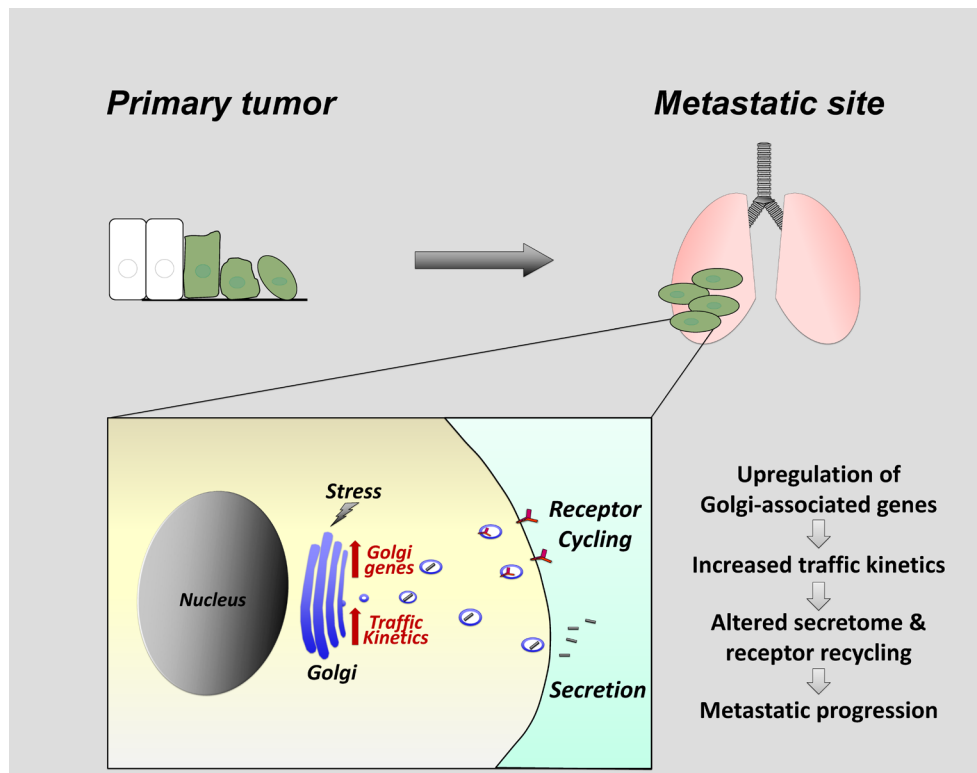 Primary tumor
Metastatic site
Stress
Golgi
genes
Nucleus
Traffic
Kinetics
Golgi
Receptor
Cycling
Secretion
Upregulation of
Golgi-associated genes
Increased traffic kinetics
Altered secretome &
receptor recycling
Metastatic progression